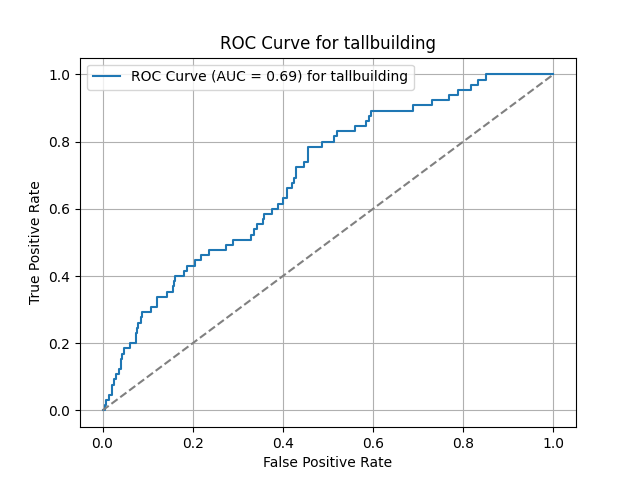 ROC Curve for tallbuilding
ROC Curve (AUC = 0.69) for tallbuilding
True Positive Rate
1.0
0.8
0.6
0.4
0.2
0.0
0.0 0.2 0.4 0.6 0.8 1.0
False Positive Rate